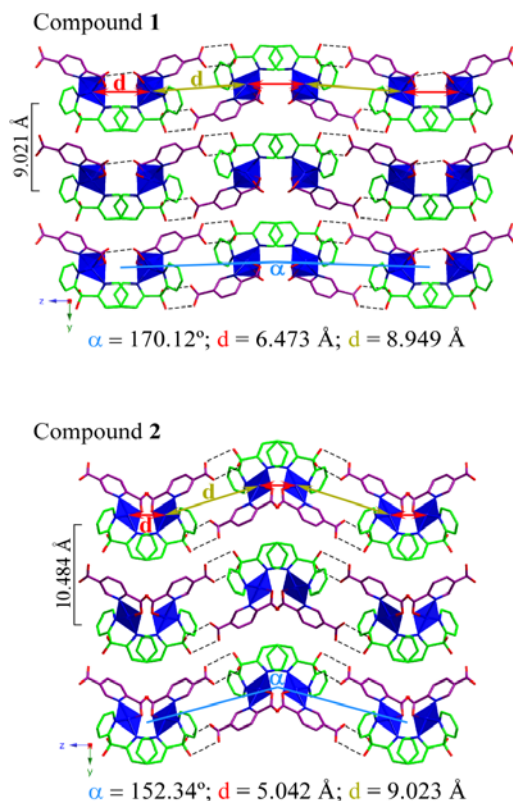 Compound 1
d
d
9.021 Å
α
z
y
α = 170.12º; d = 6.473 Å; d = 8.949 Å
Compound 2
d
d
10.484 Å
α
z
y
α = 152.34º; d = 5.042 Å; d = 9.023 Å